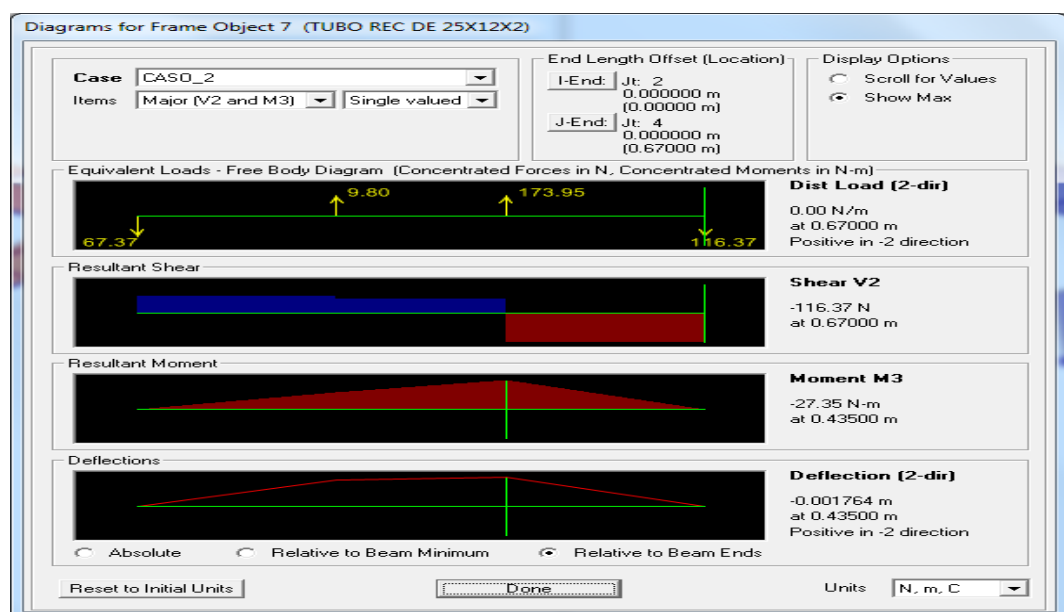 Diagrams for Frame Object 7 (TUBO REC DE 25X12X2)
Case CASO_2
Items Major (V2 and M3) Single valued
End Length Offset (Location)
I-End: Jt: 2
0.000000 m
(0.00000 m)
J-End: Jt: 4
0.000000 m
(0.67000 m)
Display Options
Scroll for Values
Show Max
Equivalent Loads - Free Body Diagram (Concentrated Forces in N, Concentrated Moments in N-m)
67.37
9.80
173.95
116.37
Dist Load (2-dir)
0.00 N/m
at 0.67000 m
Positive in -2 direction
Resultant Shear
Shear V2
-116.37 N
at 0.67000 m
Resultant Moment
Moment M3
-27.35 N-m
at 0.43500 m
Deflections
Deflection (2-dir)
-0.001764 m
at 0.43500 m
Positive in -2 direction
Absolute Relative to Beam Minimum Relative to Beam Ends
Reset to Initial Units Done Units N, m, C